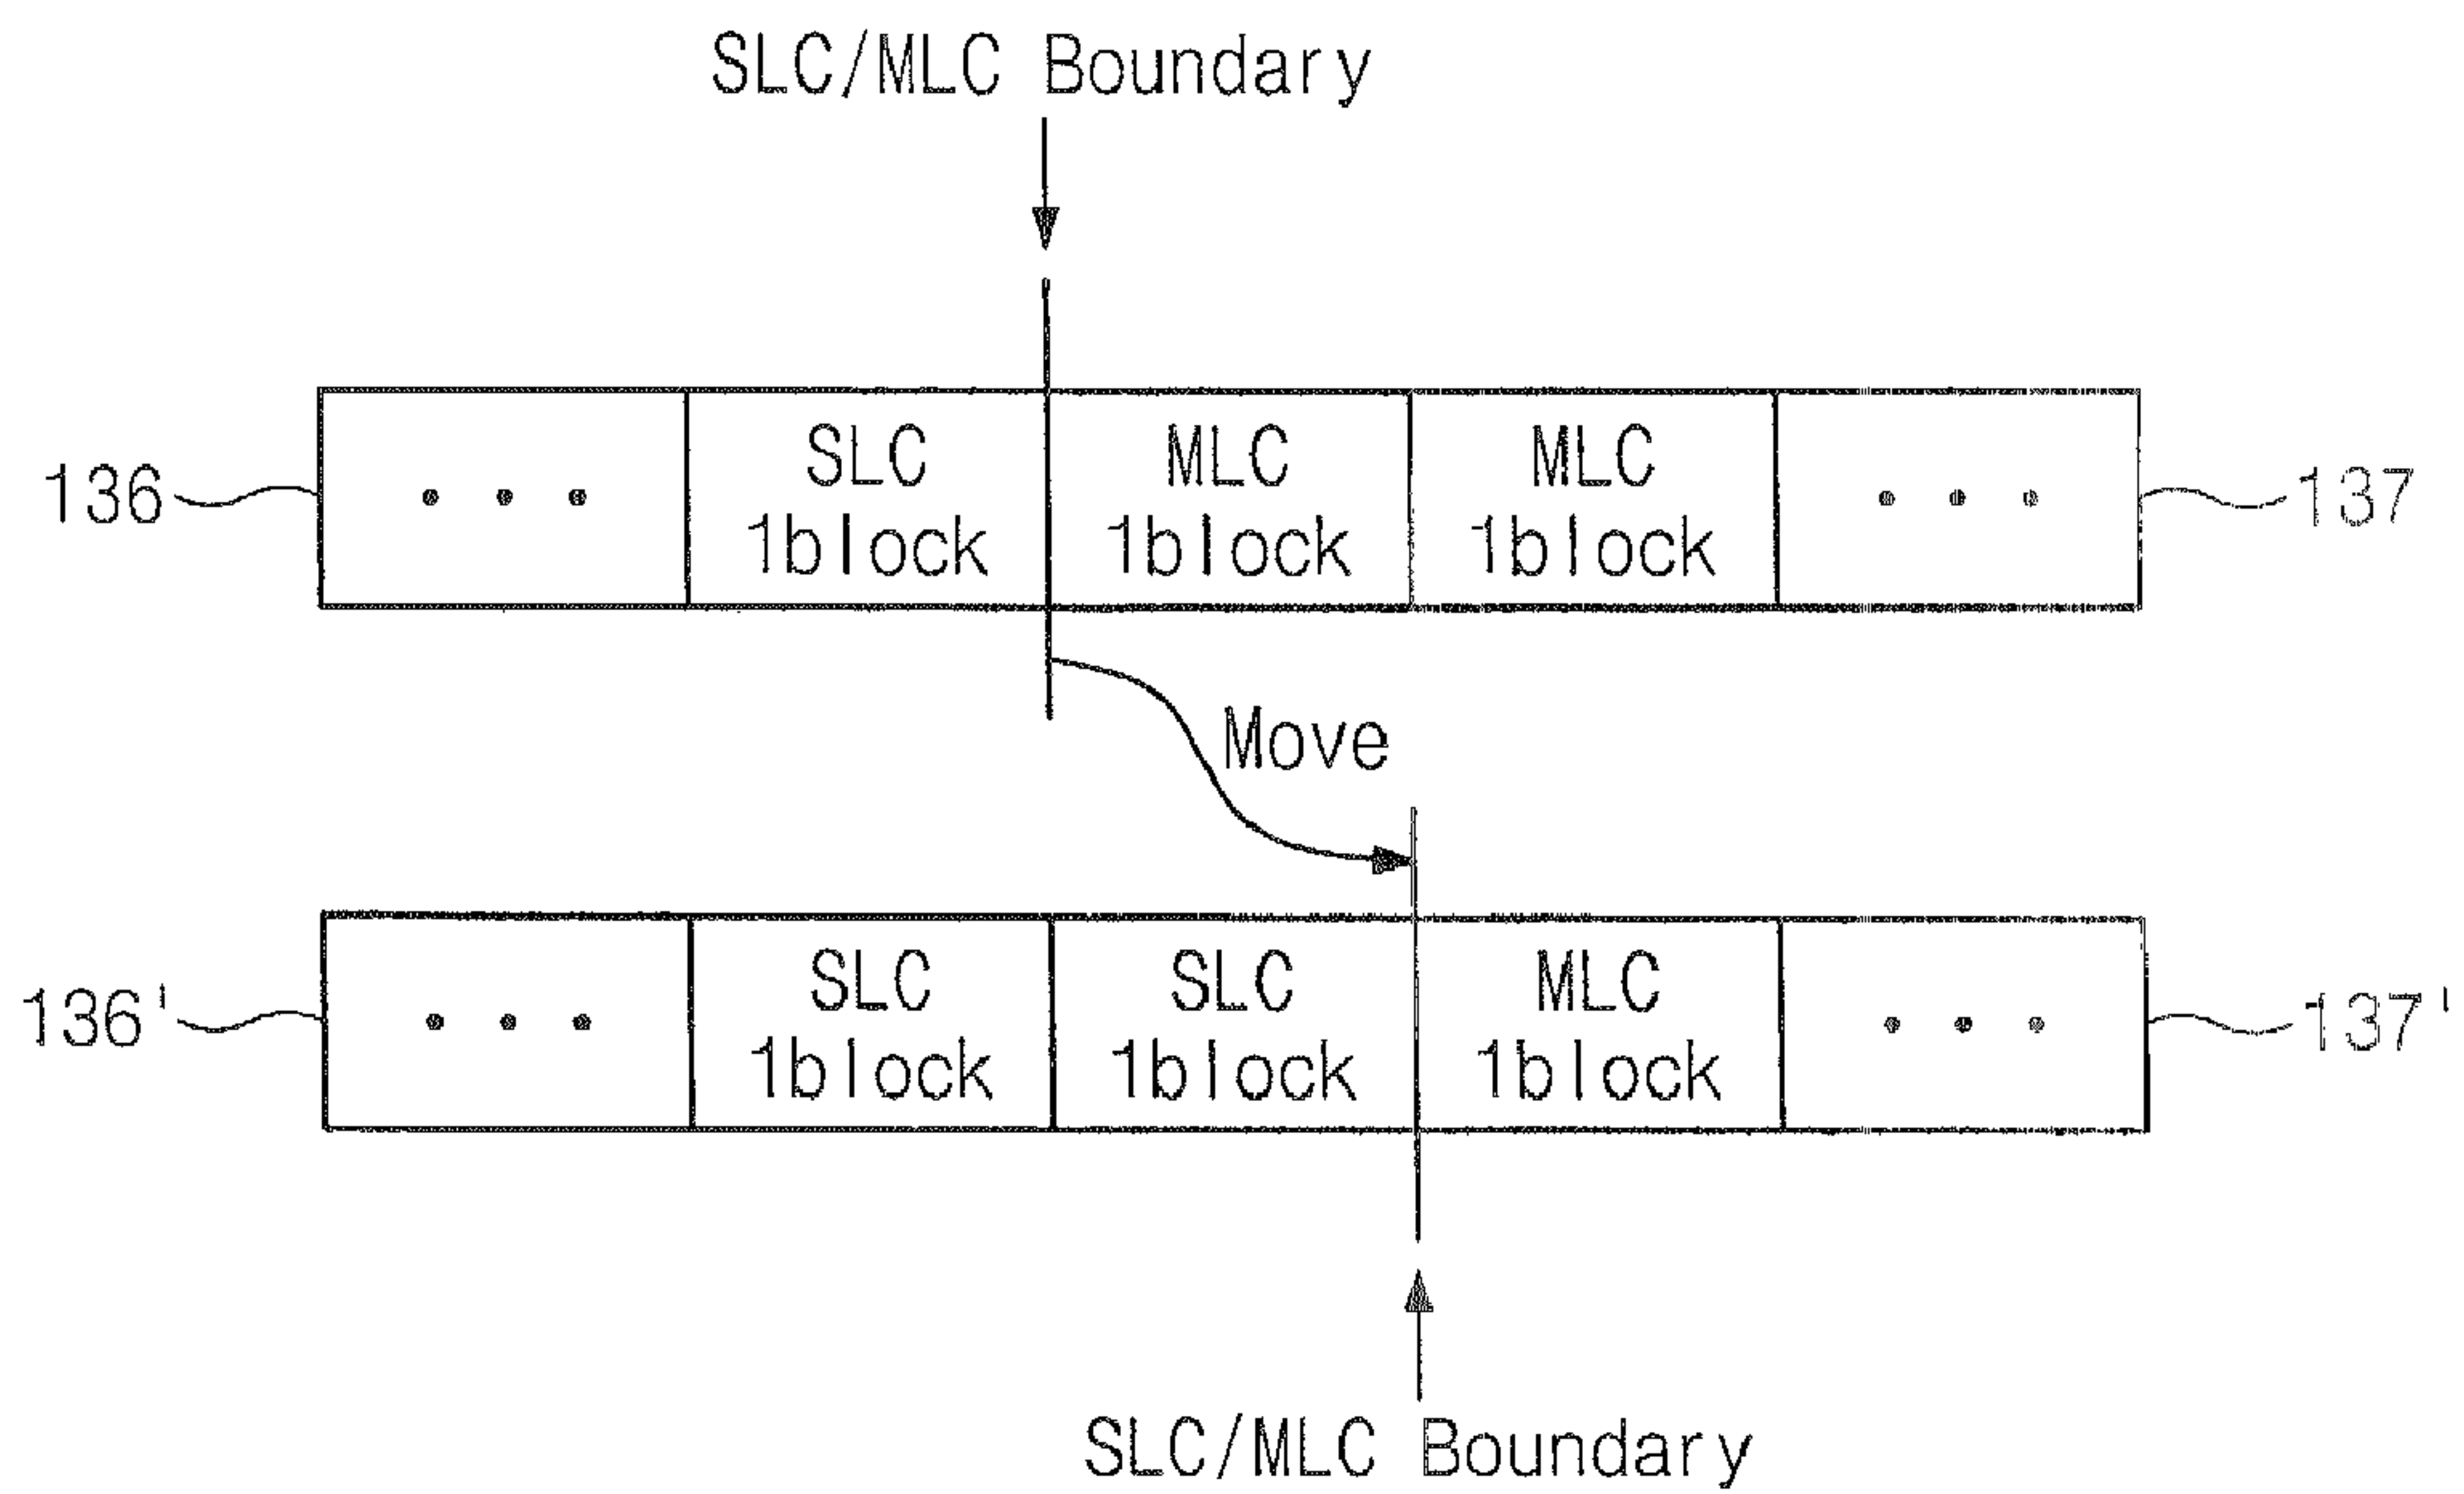 SLC/MLC Boundary
136
SLC
1block
MLC
1block
MLC
1block
137
Move
136'
SLC
1block
SLC
1block
MLC
1block
137'
SLC/MLC Boundary